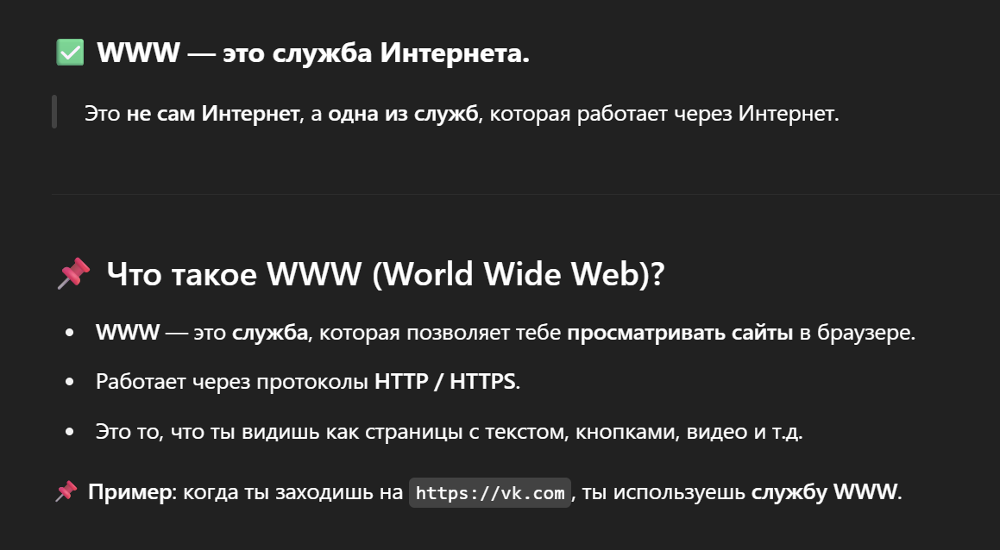 ✅ WWW — это служба Интернета.
Это не сам Интернет, а одна из служб, которая работает через Интернет.
📌 Что такое WWW (World Wide Web)?
• WWW — это служба, которая позволяет тебе просматривать сайты в браузере.
• Работает через протоколы HTTP / HTTPS.
• Это то, что ты видишь как страницы с текстом, кнопками, видео и т.д.
📌 Пример: когда ты заходишь на https://vk.com, ты используешь службу WWW.